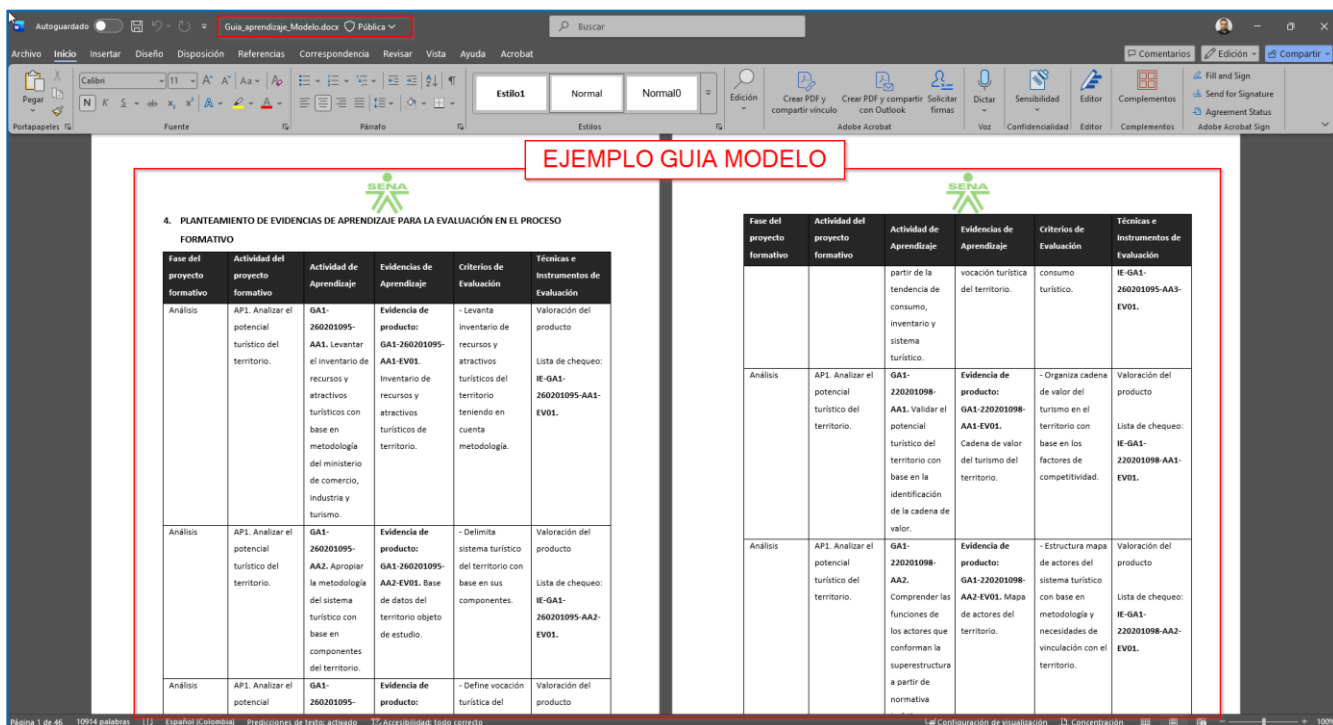 Autoguardado
Guia_aprendizaje_Modelo.docx Pública
Buscar
Archivo Inicio Insertar Diseño Disposición Referencias Correspondencia Revisar Vista Ayuda Acrobat
Comentarios Edición Compartir
Pegar
Calibri 11
Estilo1 Normal Normal0
Edición
Crear PDF y compartir vínculo
Crear PDF y compartir con Outlook
Solicitar firmas
Dictar
Sensibilidad
Editor
Complementos
Fill and Sign
Send for Signature
Agreement Status
Portapapeles Fuente Párrafo Estilos Adobe Acrobat Voz Confidencialidad Editor Complementos Adobe Acrobat Sign
EJEMPLO GUIA MODELO
SENA
4. PLANTEAMIENTO DE EVIDENCIAS DE APRENDIZAJE PARA LA EVALUACIÓN EN EL PROCESO
FORMATIVO
Fase del
proyecto
formativo
Actividad del
proyecto
formativo
Actividad de
Aprendizaje
Evidencias de
Aprendizaje
Criterios de
Evaluación
Técnicas e
Instrumentos de
Evaluación
Análisis
AP1. Analizar el
potencial
turístico del
territorio.
GA1-
260201095-
AA1. Levantar
el inventario de
recursos y
atractivos
turísticos con
base en
metodología
del ministerio
de comercio,
industria y
turismo.
Evidencia de
producto:
GA1-260201095-
AA1-EV01.
Inventario de
recursos y
atractivos
turísticos de
territorio.
- Levanta
inventario de
recursos y
atractivos
turísticos del
territorio
teniendo en
cuenta
metodología.
Valoración del
producto
Lista de chequeo:
IE-GA1-
260201095-AA1-
EV01.
Análisis
AP1. Analizar el
potencial
turístico del
territorio.
GA1-
260201095-
AA2. Apropiar
la metodología
del sistema
turístico con
base en
componentes
del territorio.
Evidencia de
producto:
GA1-260201095-
AA2-EV01. Base
de datos del
territorio objeto
de estudio.
- Delimita
sistema turístico
del territorio con
base en sus
componentes.
Valoración del
producto
Lista de chequeo:
IE-GA1-
260201095-AA2-
EV01.
Análisis
AP1. Analizar el
potencial
GA1-
260201095-
Evidencia de
producto:
- Define vocación
turística del
Valoración del
producto
SENA
Fase del
proyecto
formativo
Actividad del
proyecto
formativo
Actividad de
Aprendizaje
Evidencias de
Aprendizaje
Criterios de
Evaluación
Técnicas e
Instrumentos de
Evaluación
partir de la
tendencia de
consumo,
inventario y
sistema
turístico.
vocación turística
del territorio.
consumo
turístico.
IE-GA1-
260201095-AA3-
EV01.
Análisis
AP1. Analizar el
potencial
turístico del
territorio.
GA1-
220201098-
AA1. Validar el
potencial
turístico del
territorio con
base en la
identificación
de la cadena de
valor.
Evidencia de
producto:
GA1-220201098-
AA1-EV01.
Cadena de valor
del turismo del
territorio.
- Organiza cadena
de valor del
turismo en el
territorio con
base en los
factores de
competitividad.
Valoración del
producto
Lista de chequeo:
IE-GA1-
220201098-AA1-
EV01.
Análisis
AP1. Analizar el
potencial
turístico del
territorio.
GA1-
220201098-
AA2.
Comprender las
funciones de
los actores que
conforman la
superestructura
a partir de
normativa
Evidencia de
producto:
GA1-220201098-
AA2-EV01. Mapa
de actores del
territorio.
- Estructura mapa
de actores del
sistema turístico
con base en
metodología y
necesidades de
vinculación con el
territorio.
Valoración del
producto
Lista de chequeo:
IE-GA1-
220201098-AA2-
EV01.
Página 1 de 46 10914 palabras Español (Colombia) Predicciones de texto: activado Accesibilidad: todo correcto Configuración de visualización Concentración 100%